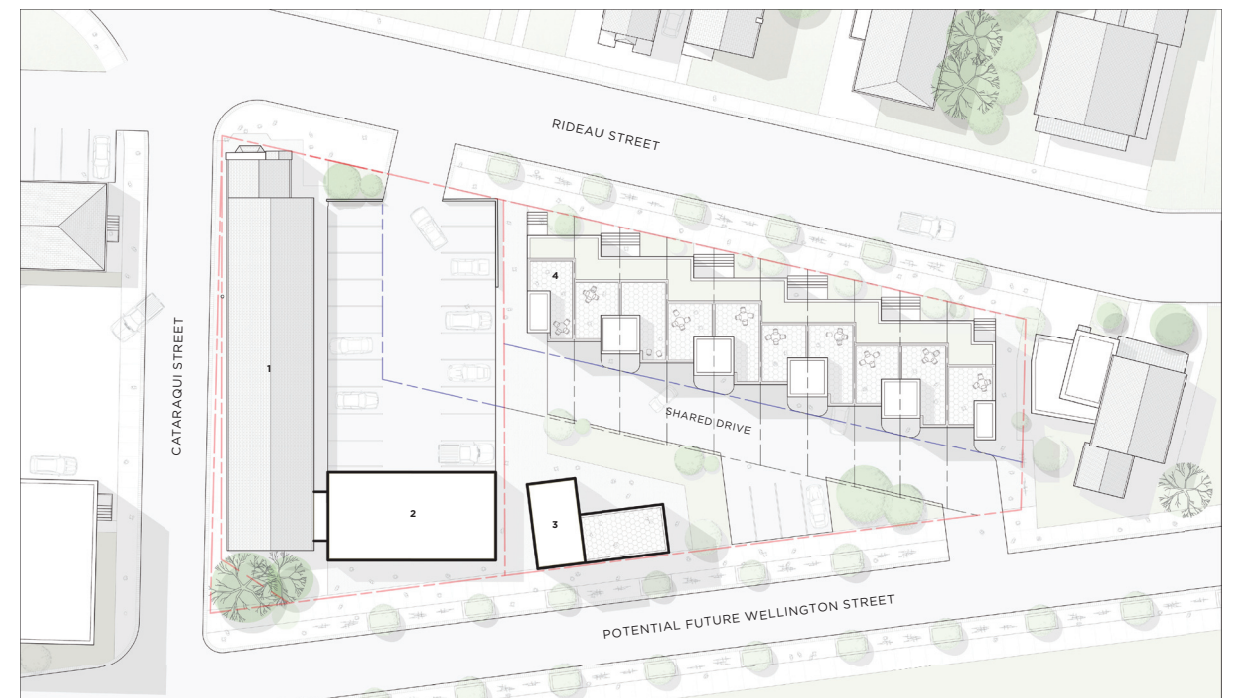 RIDEAU STREET
4
CATARAQUI STREET
1
SHARED DRIVE
2
3
POTENTIAL FUTURE WELLINGTON STREET